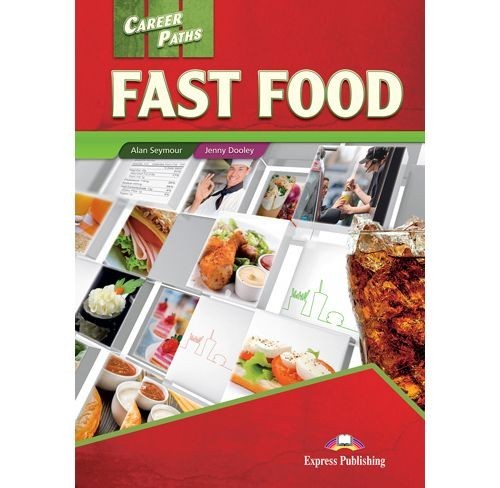 CAREER
PATHS
FAST FOOD
Alan Seymour
Jenny Dooley
Express Publishing